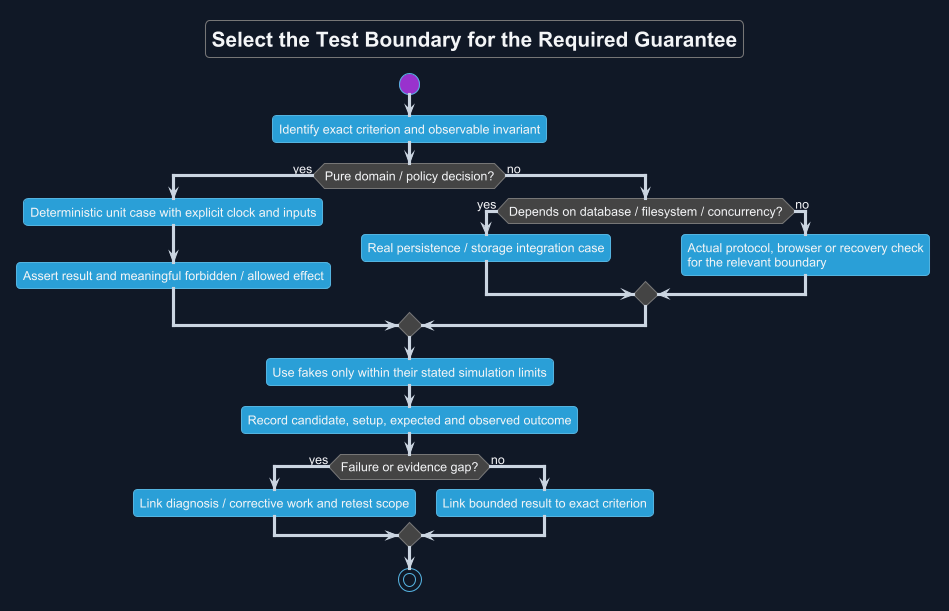 Select the Test Boundary for the Required Guarantee
Identify exact criterion and observable invariant
yes
Pure domain / policy decision?
no
Deterministic unit case with explicit clock and inputs
Assert result and meaningful forbidden / allowed effect
yes
Depends on database / filesystem / concurrency?
no
Real persistence / storage integration case
Actual protocol, browser or recovery check
for the relevant boundary
Use fakes only within their stated simulation limits
Record candidate, setup, expected and observed outcome
yes
Failure or evidence gap?
no
Link diagnosis / corrective work and retest scope
Link bounded result to exact criterion